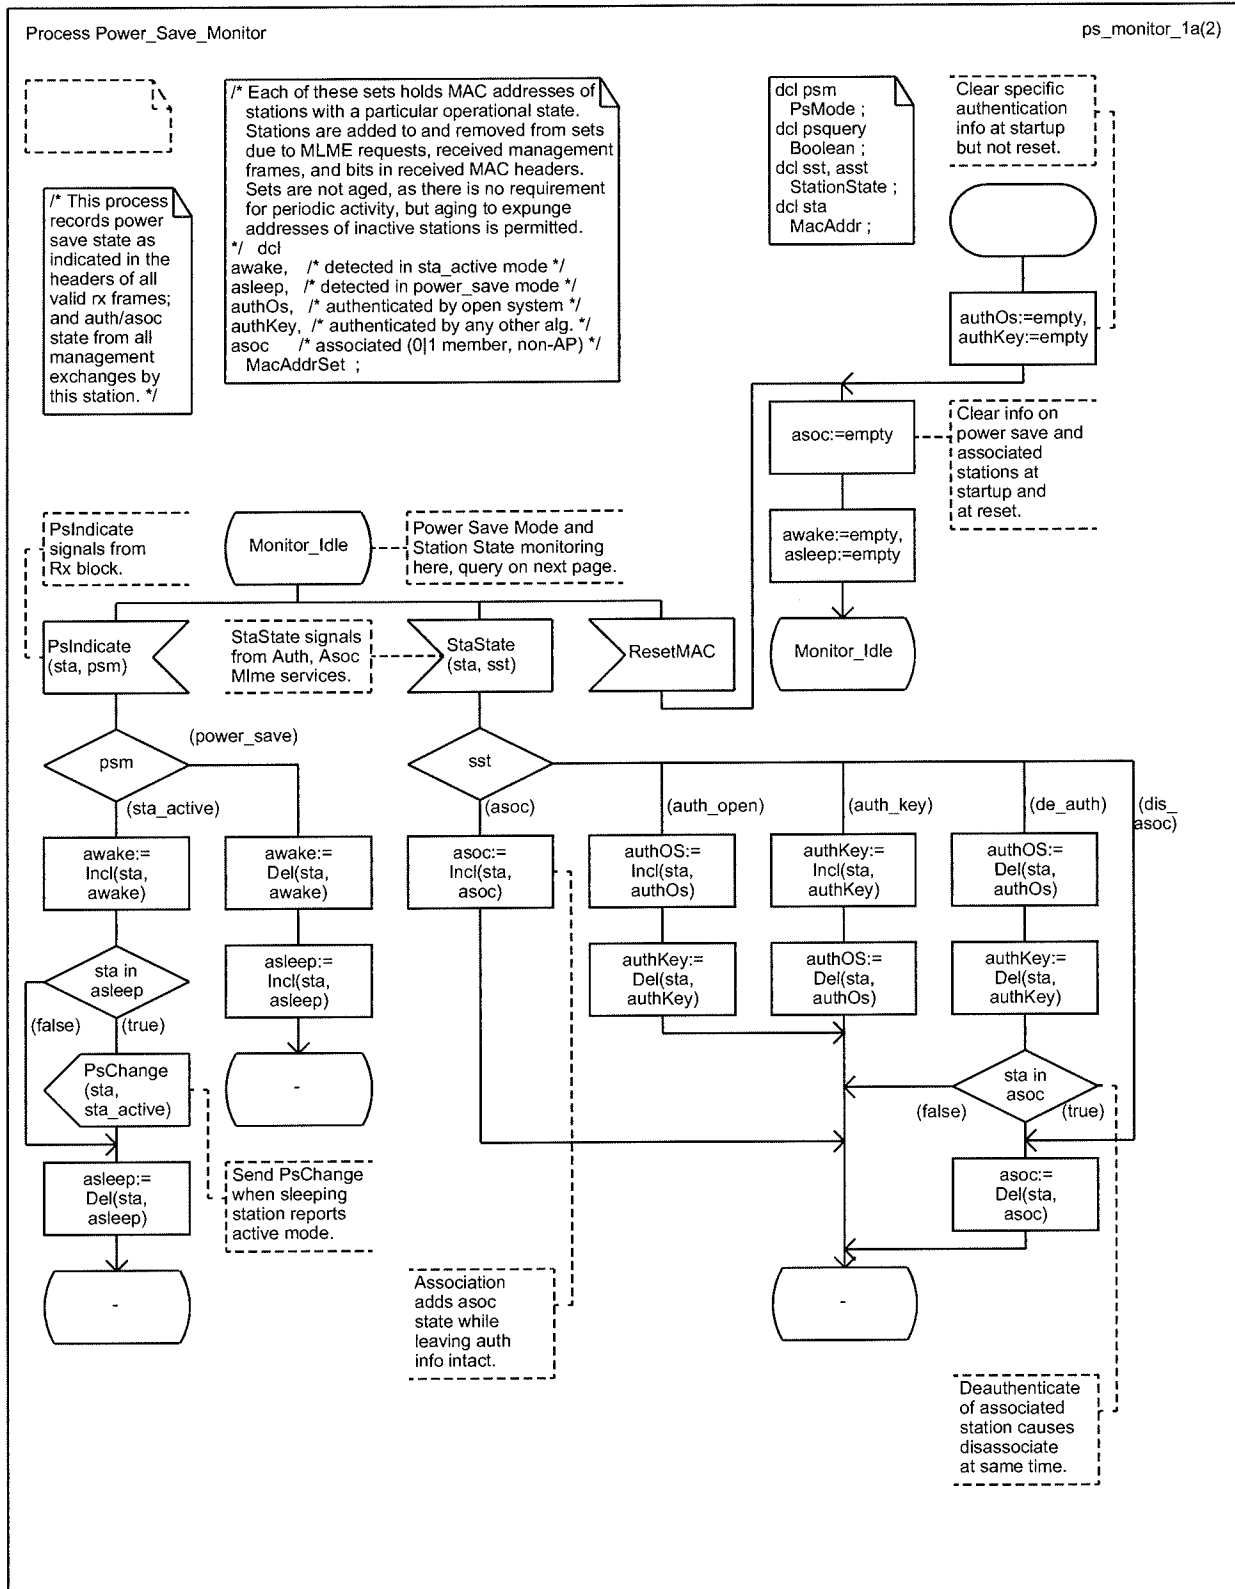 Process Power_Save_Monitor
ps_monitor_1a(2)
/* Each of these sets holds MAC addresses of
stations with a particular operational state.
Stations are added to and removed from sets
due to MLME requests, received management
frames, and bits in received MAC headers.
Sets are not aged, as there is no requirement
for periodic activity, but aging to expunge
addresses of inactive stations is permitted.
*/ dcl
awake, /* detected in sta_active mode */
asleep, /* detected in power_save mode */
authOs, /* authenticated by open system */
authKey, /* authenticated by any other alg. */
asoc /* associated (0|1 member, non-AP) */
MacAddrSet ;
dcl psm
PsMode ;
dcl psquery
Boolean ;
dcl sst, asst
StationState ;
dcl sta
MacAddr ;
Clear specific
authentication
info at startup
but not reset.
/* This process
records power
save state as
indicated in the
headers of all
valid rx frames;
and auth/asoc
state from all
management
exchanges by
this station. */
authOs:=empty,
authKey:=empty
asoc:=empty
Clear info on
power save and
associated
stations at
startup and
at reset.
awake:=empty,
asleep:=empty
Monitor_Idle
PsIndicate
signals from
Rx block.
Monitor_Idle
Power Save Mode and
Station State monitoring
here, query on next page.
PsIndicate
(sta, psm)
StaState signals
from Auth, Asoc
Mlme services.
StaState
(sta, sst)
ResetMAC
psm
(power_save)
(sta_active)
sst
(asoc)
(auth_open)
(auth_key)
(de_auth)
(dis_
asoc)
awake:=
Incl(sta,
awake)
awake:=
Del(sta,
awake)
asoc:=
Incl(sta,
asoc)
authOS:=
Incl(sta,
authOs)
authKey:=
Incl(sta,
authKey)
authOS:=
Del(sta,
authOs)
sta in
asleep
(false)
(true)
asleep:=
Incl(sta,
asleep)
authKey:=
Del(sta,
authKey)
authOS:=
Del(sta,
authOs)
authKey:=
Del(sta,
authKey)
PsChange
(sta,
sta_active)
-
sta in
asoc
(false)
(true)
asleep:=
Del(sta,
asleep)
Send PsChange
when sleeping
station reports
active mode.
asoc:=
Del(sta,
asoc)
-
Association
adds asoc
state while
leaving auth
info intact.
-
Deauthenticate
of associated
station causes
disassociate
at same time.